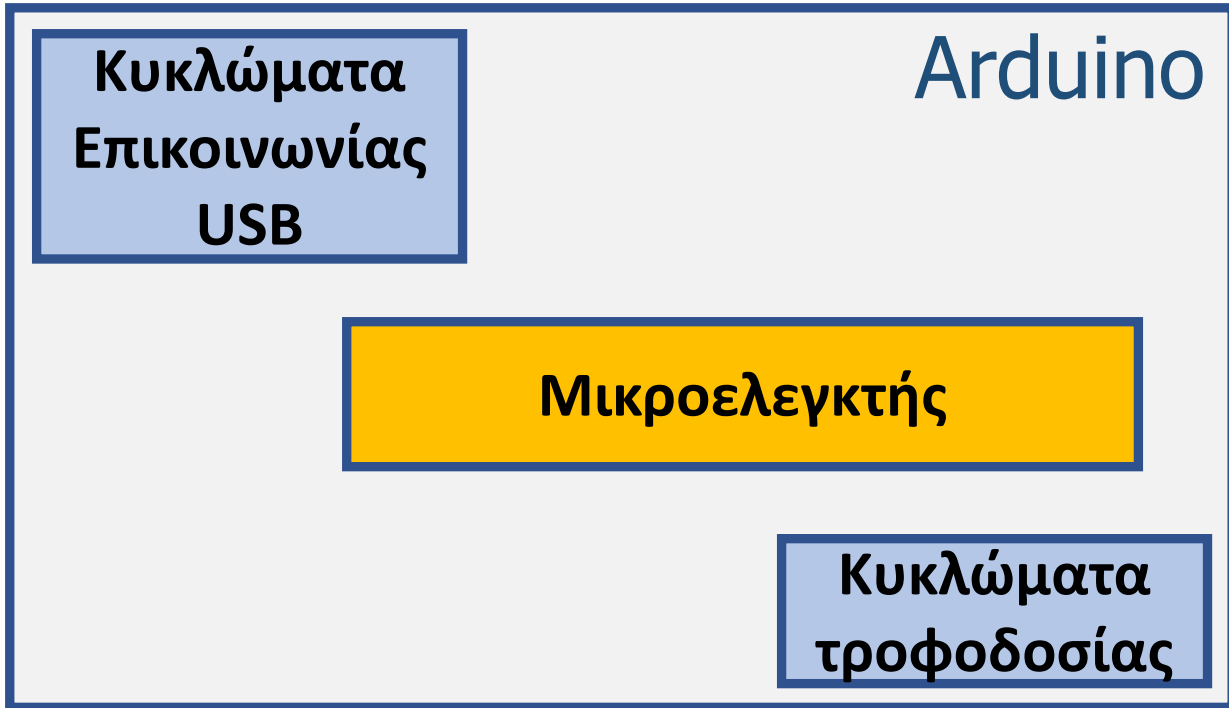 Κυκλώματα
Επικοινωνίας
USB
Arduino
Μικροελεγκτής
Κυκλώματα
τροφοδοσίας